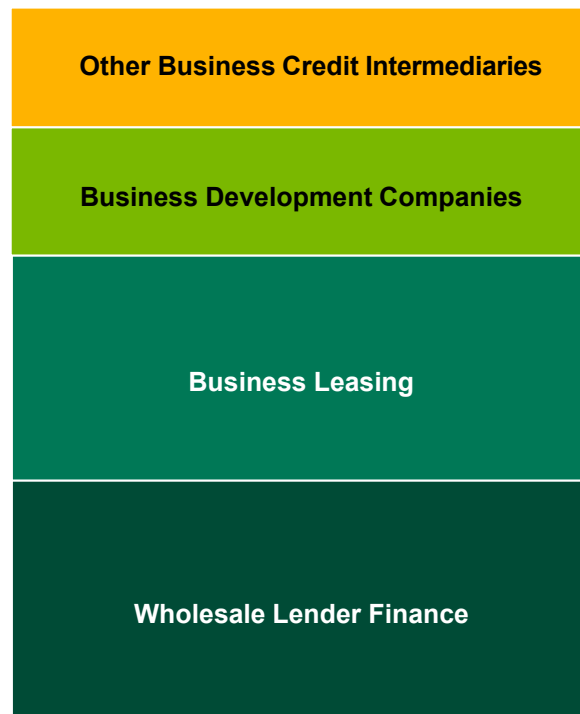 Other Business Credit Intermediaries
Business Development Companies
Business Leasing
Wholesale Lender Finance